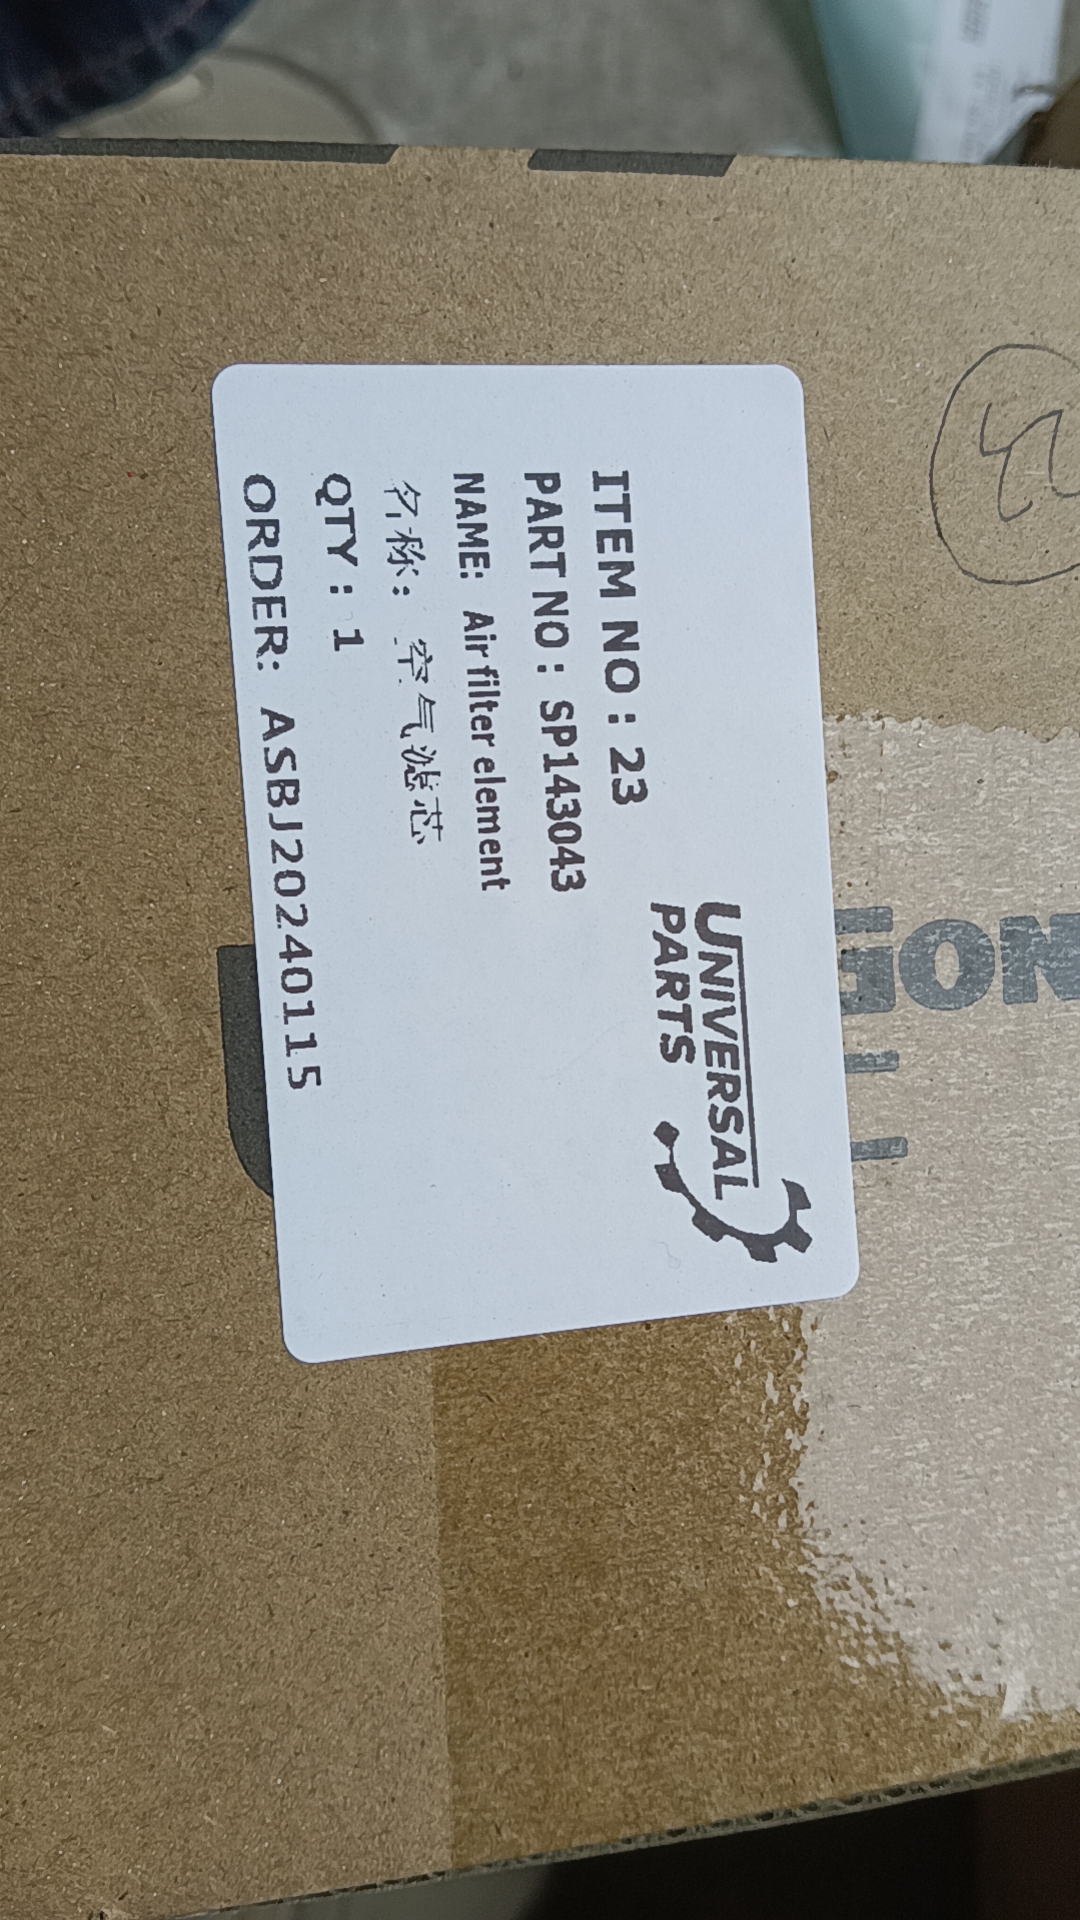 UNIVERSAL
PARTS
ITEM NO : 23
PART NO : SP143043
NAME: Air filter element
名称: 空气滤芯
QTY : 1
ORDER: ASBJ20240115